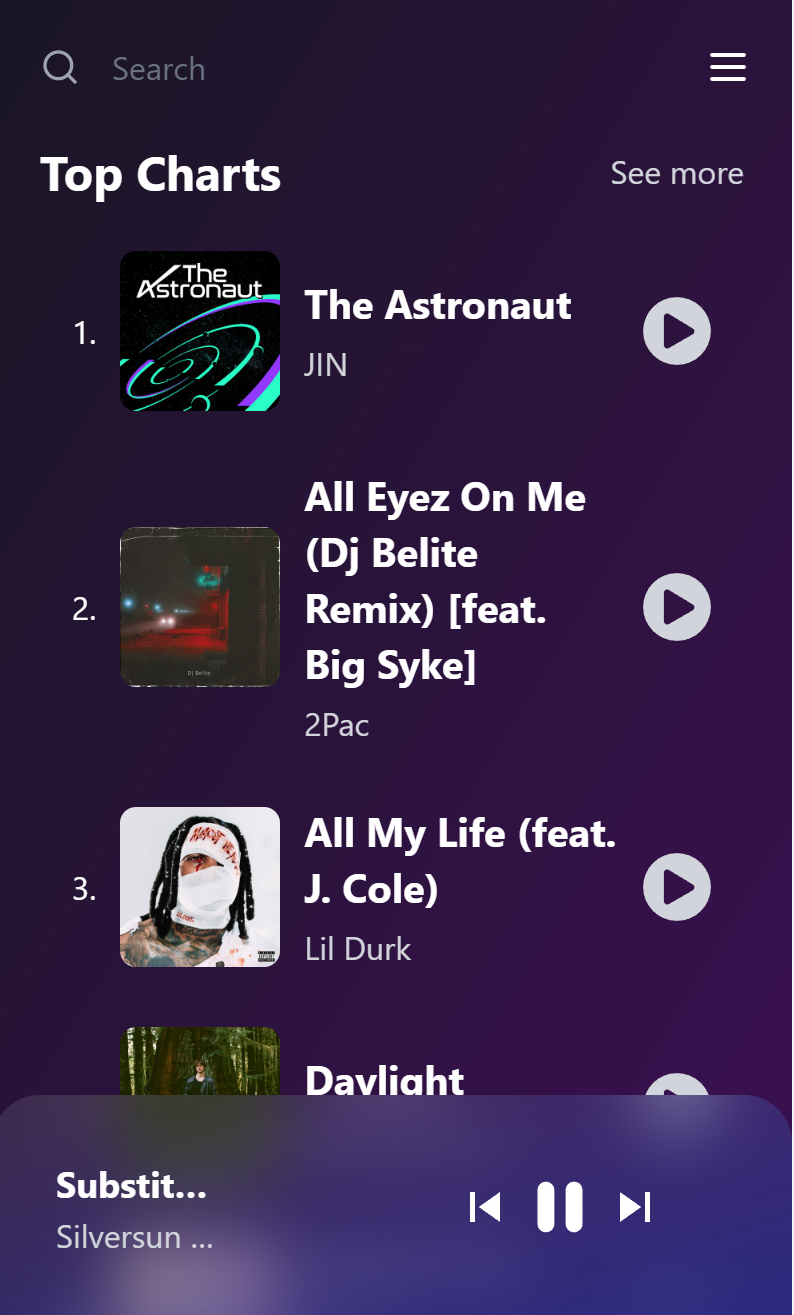 Search
Top Charts
See more
1.
The
Astronaut
The Astronaut
JIN
2.
Dj Belite
All Eyez On Me
(Dj Belite
Remix) [feat.
Big Syke]
2Pac
3.
All My Life (feat.
J. Cole)
Lil Durk
Daylight
Substit...
Silversun ...